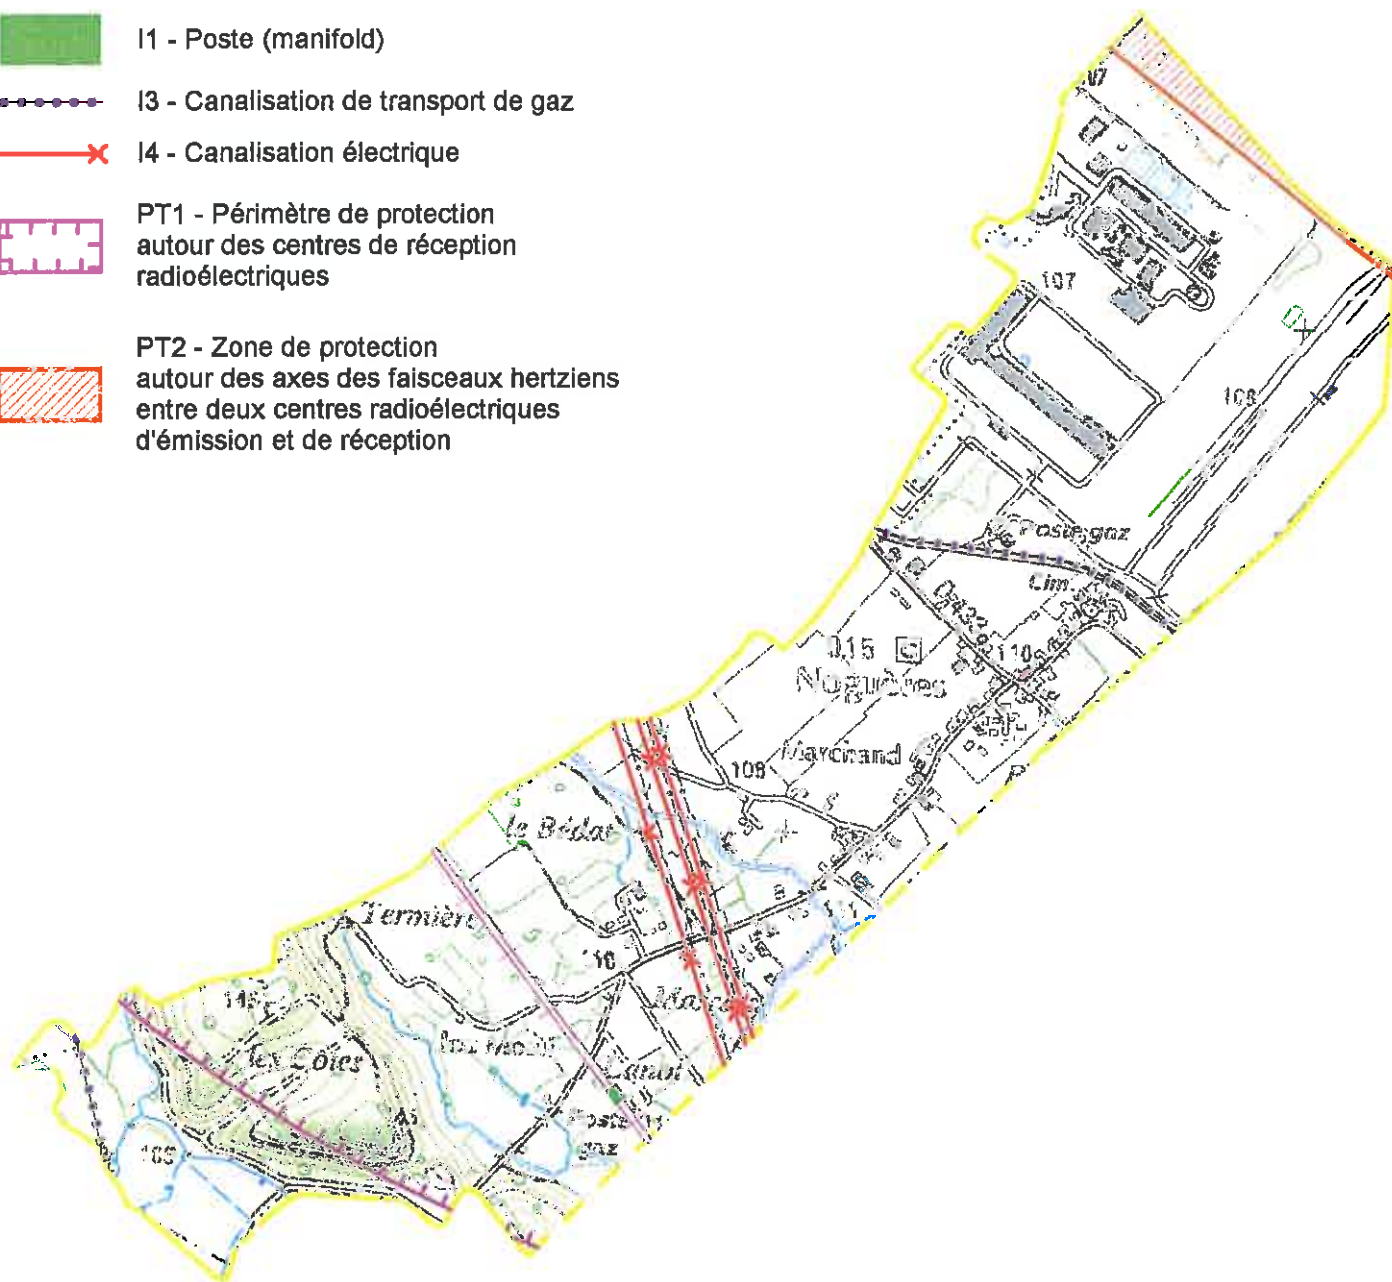 I1 - Poste (manifold)
I3 - Canalisation de transport de gaz
I4 - Canalisation électrique
PT1 - Périmètre de protection
autour des centres de réception
radioélectriques
PT2 - Zone de protection
autour des axes des faisceaux hertziens
entre deux centres radioélectriques
d'émission et de réception
107
108
Poste gaz
Cim
D 432
0,15 C
110
Noguères
Marchand
109
le Bédat
Termière
110
les Côtes
Poste
gaz